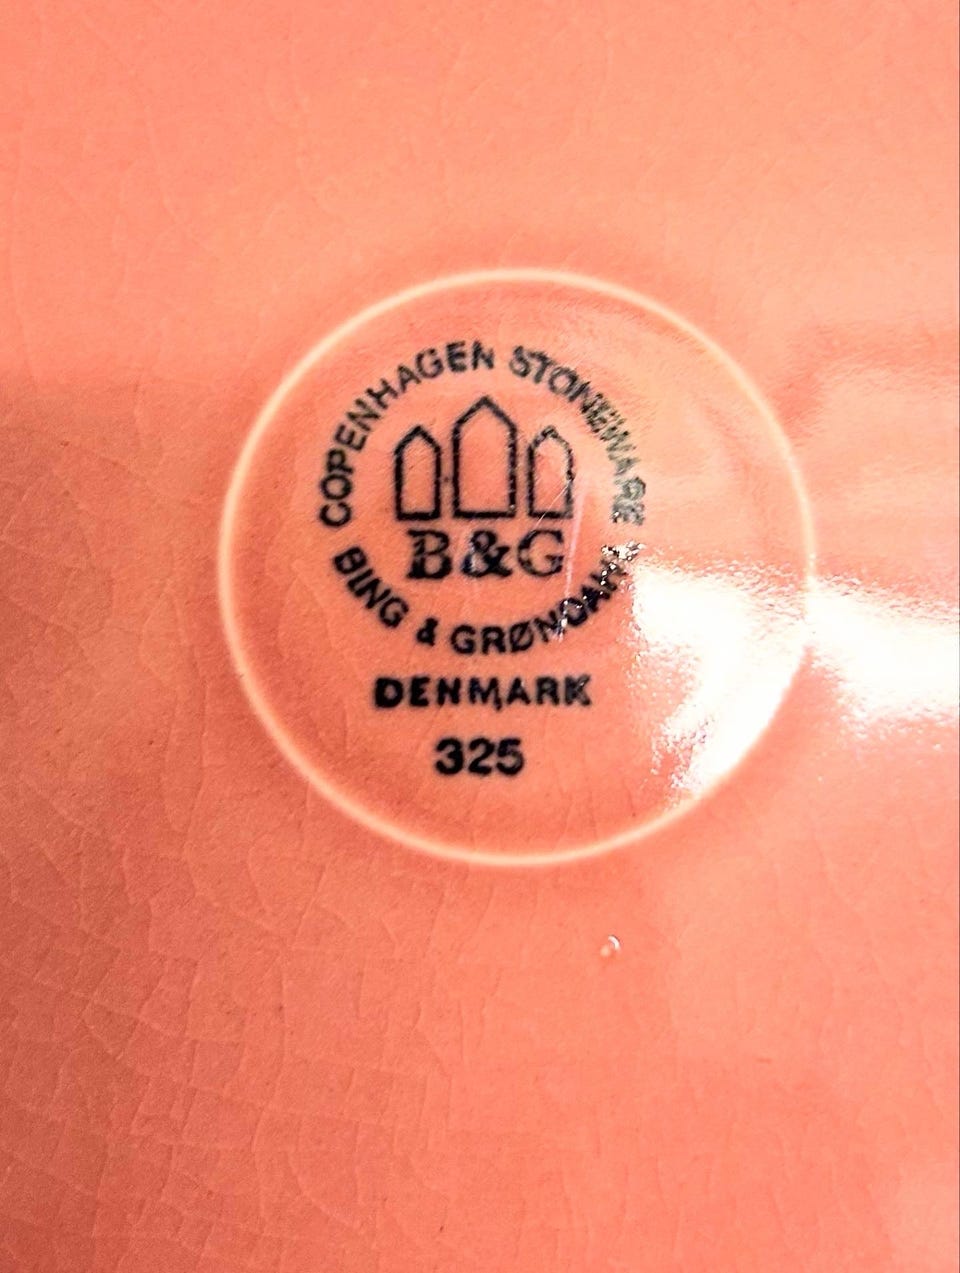 COPENHAGEN STONEWARE
B&G
BING & GRØNDAHL
DENMARK
325